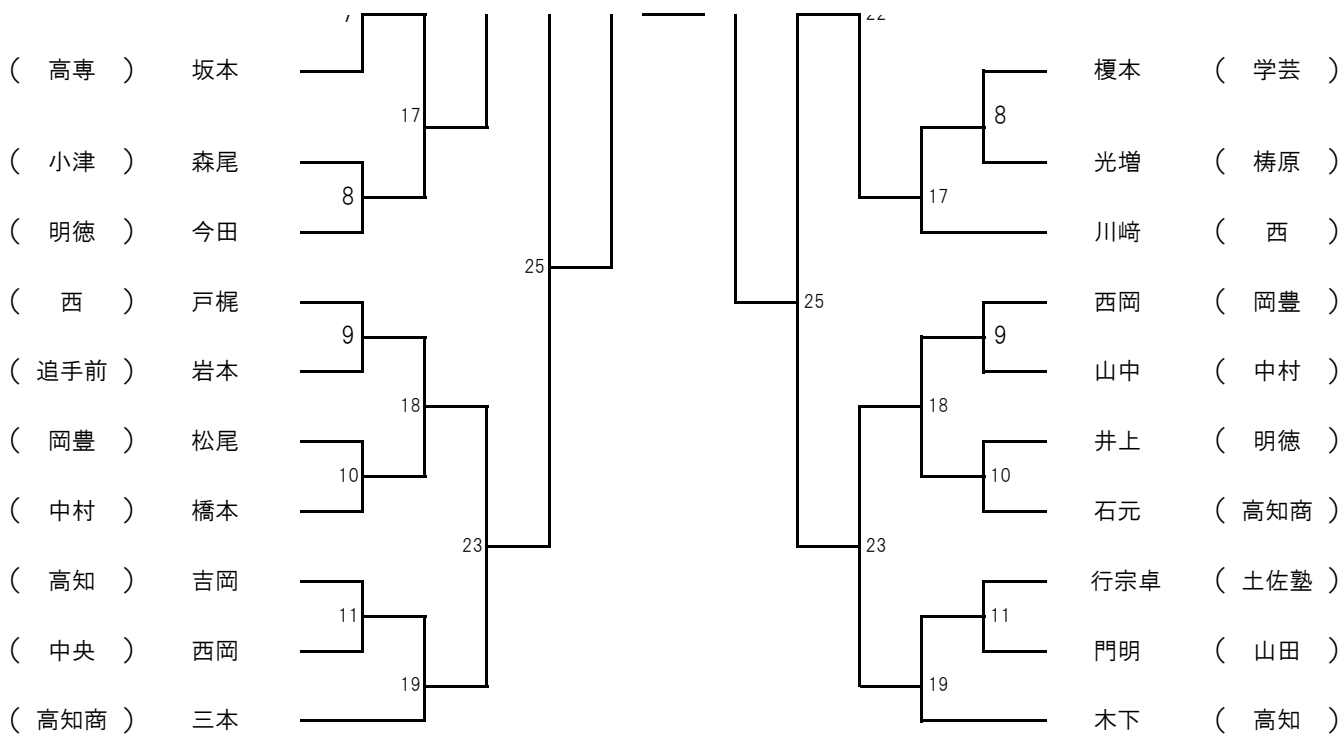 22
( 高専 ) 坂本 榎本 ( 学芸 )
17 8
( 小津 ) 森尾 光増 ( 梼原 )
8 17
( 明徳 ) 今田 川﨑 ( 西 )
25
( 西 ) 戸梶 25 西岡 ( 岡豊 )
9 9
( 追手前 ) 岩本 山中 ( 中村 )
18 18
( 岡豊 ) 松尾 井上 ( 明徳 )
10 10
( 中村 ) 橋本 石元 ( 高知商 )
23 23
( 高知 ) 吉岡 行宗卓 ( 土佐塾 )
11 11
( 中央 ) 西岡 門明 ( 山田 )
19 19
( 高知商 ) 三本 木下 ( 高知 )